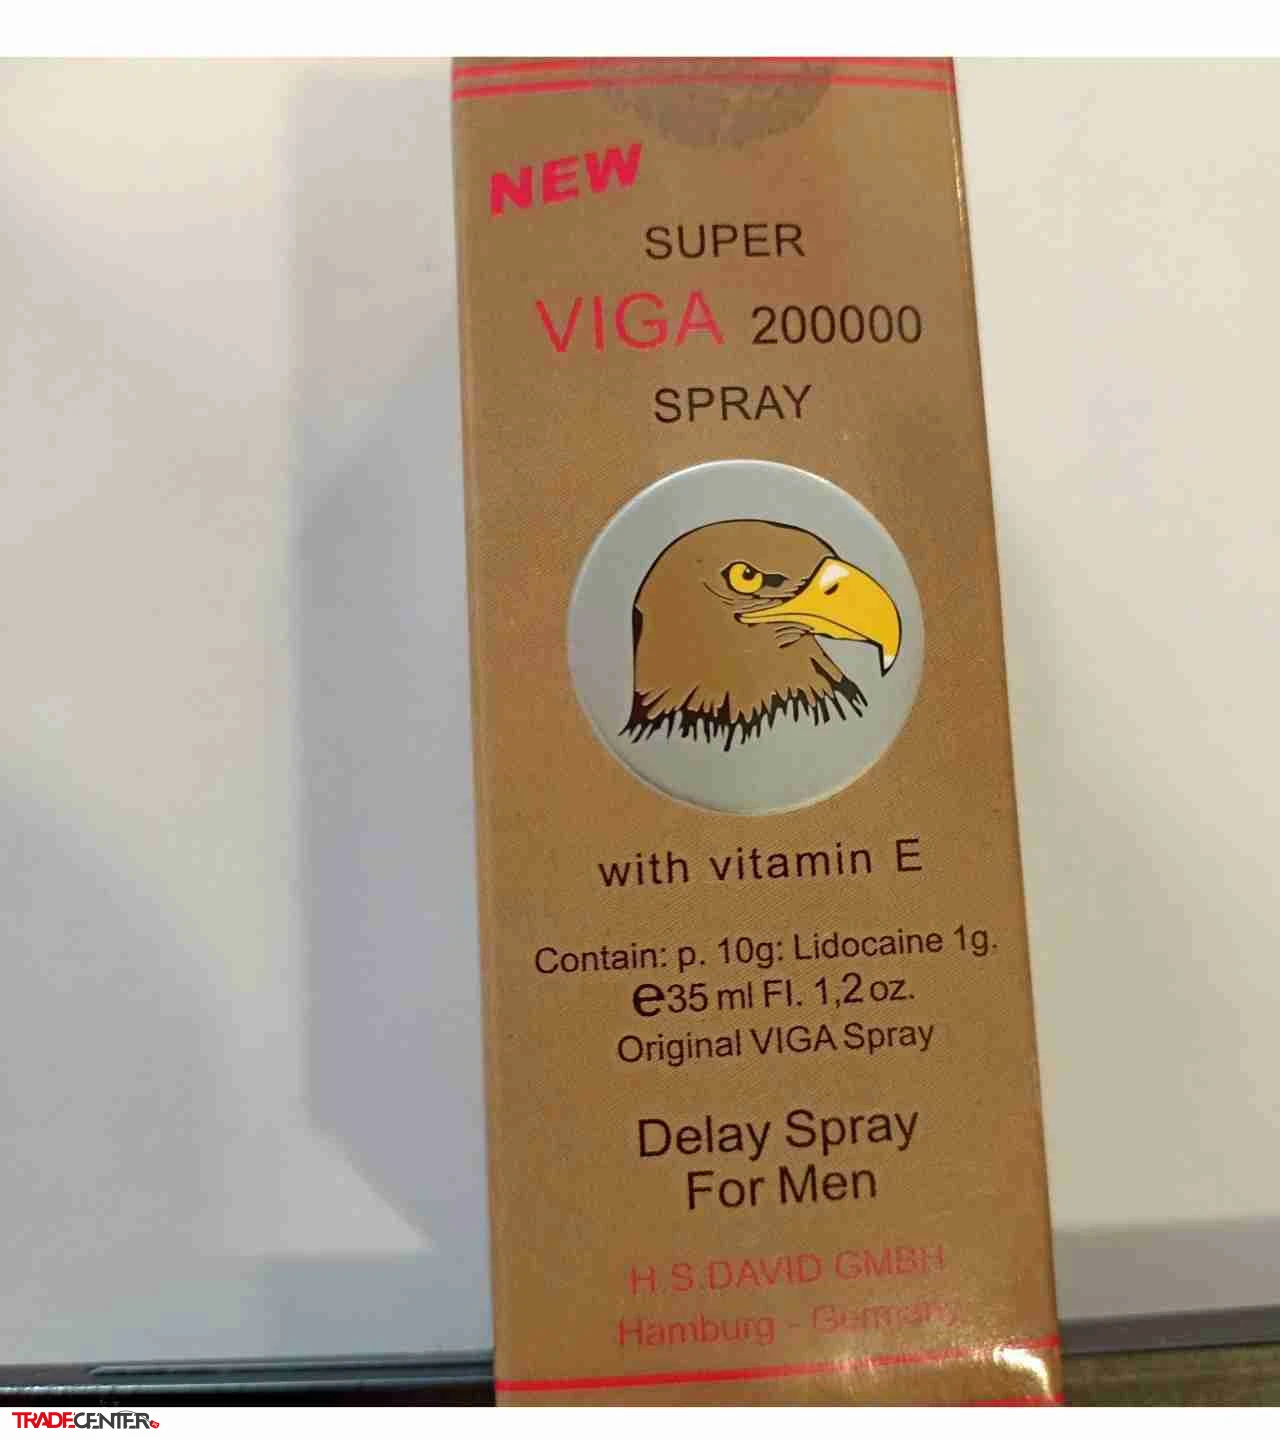 NEW
SUPER
VIGA 200000
SPRAY
with vitamin E
Contain: p. 10g: Lidocaine 1g.
e35 ml Fl. 1,2 oz.
Original VIGA Spray
Delay Spray
For Men
H.S.DAVID GMBH
Hamburg - Germany
TRADECENTER